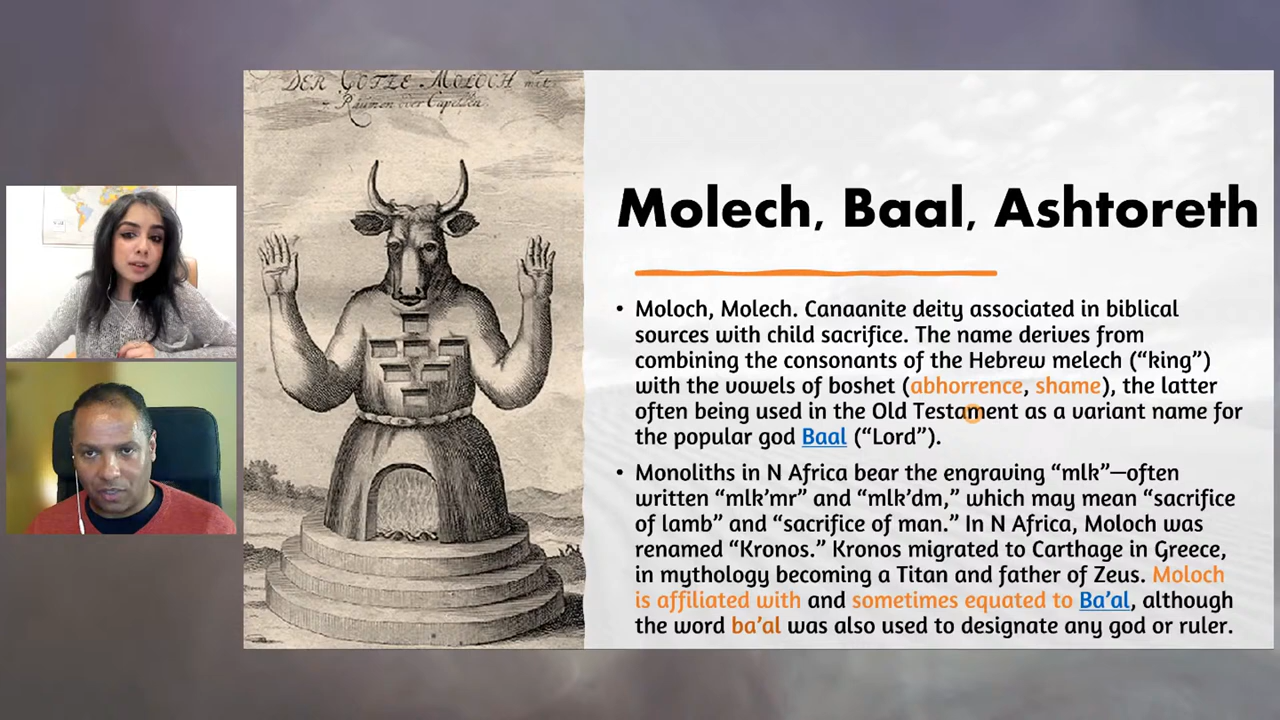 DER GOTZE MOLOCH mit
7 Räumen oder Capellen.
Molech, Baal, Ashtoreth
• Moloch, Molech. Canaanite deity associated in biblical
sources with child sacrifice. The name derives from
combining the consonants of the Hebrew melech (“king”)
with the vowels of boshet (abhorrence, shame), the latter
often being used in the Old Testament as a variant name for
the popular god Baal (“Lord”).
• Monoliths in N Africa bear the engraving “mlk”—often
written “mlk’mr” and “mlk’dm,” which may mean “sacrifice
of lamb” and “sacrifice of man.” In N Africa, Moloch was
renamed “Kronos.” Kronos migrated to Carthage in Greece,
in mythology becoming a Titan and father of Zeus. Moloch
is affiliated with and sometimes equated to Ba’al, although
the word ba’al was also used to designate any god or ruler.